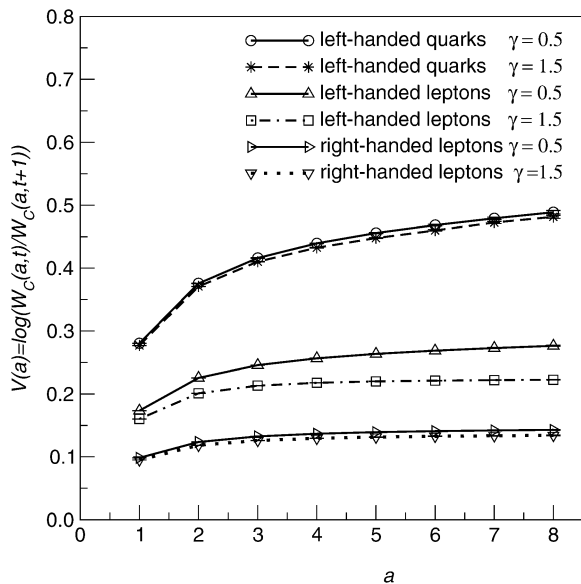 0.8
0.7
0.6
0.5
0.4
0.3
0.2
0.1
0.0
V(a)=log(W_C(a,t)/W_C(a,t+1))
left-handed quarks γ = 0.5
left-handed quarks γ = 1.5
left-handed leptons γ = 0.5
left-handed leptons γ = 1.5
right-handed leptons γ = 0.5
right-handed leptons γ = 1.5
0 1 2 3 4 5 6 7 8
a